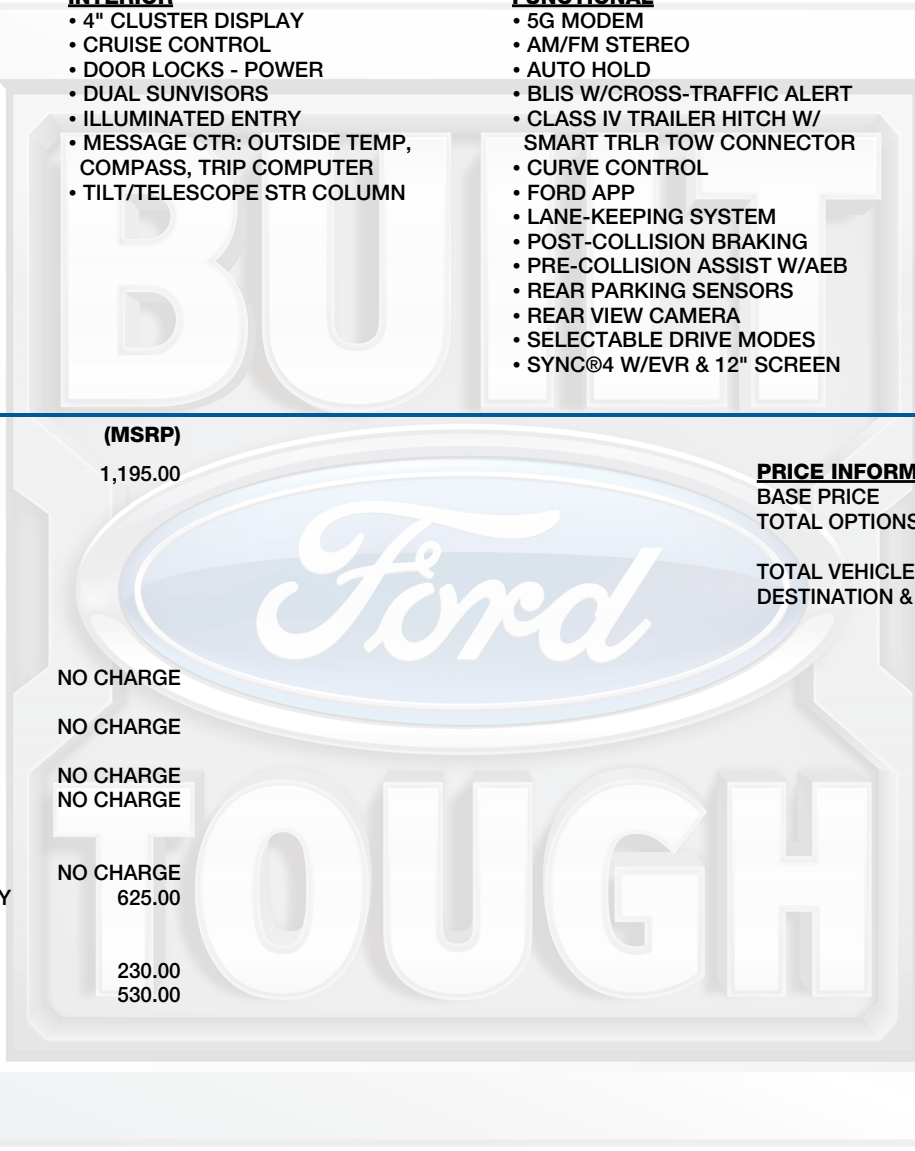 INTERIOR
• 4" CLUSTER DISPLAY
• CRUISE CONTROL
• DOOR LOCKS - POWER
• DUAL SUNVISORS
• ILLUMINATED ENTRY
• MESSAGE CTR: OUTSIDE TEMP,
COMPASS, TRIP COMPUTER
• TILT/TELESCOPE STR COLUMN
FUNCTIONAL
• 5G MODEM
• AM/FM STEREO
• AUTO HOLD
• BLIS W/CROSS-TRAFFIC ALERT
• CLASS IV TRAILER HITCH W/
SMART TRLR TOW CONNECTOR
• CURVE CONTROL
• FORD APP
• LANE-KEEPING SYSTEM
• POST-COLLISION BRAKING
• PRE-COLLISION ASSIST W/AEB
• REAR PARKING SENSORS
• REAR VIEW CAMERA
• SELECTABLE DRIVE MODES
• SYNC®4 W/EVR & 12" SCREEN
BUILT
Ford
TOUGH
(MSRP)
1,195.00
NO CHARGE
NO CHARGE
NO CHARGE
NO CHARGE
NO CHARGE
Y 625.00
230.00
530.00
PRICE INFORM
BASE PRICE
TOTAL OPTIONS
TOTAL VEHICLE
DESTINATION &